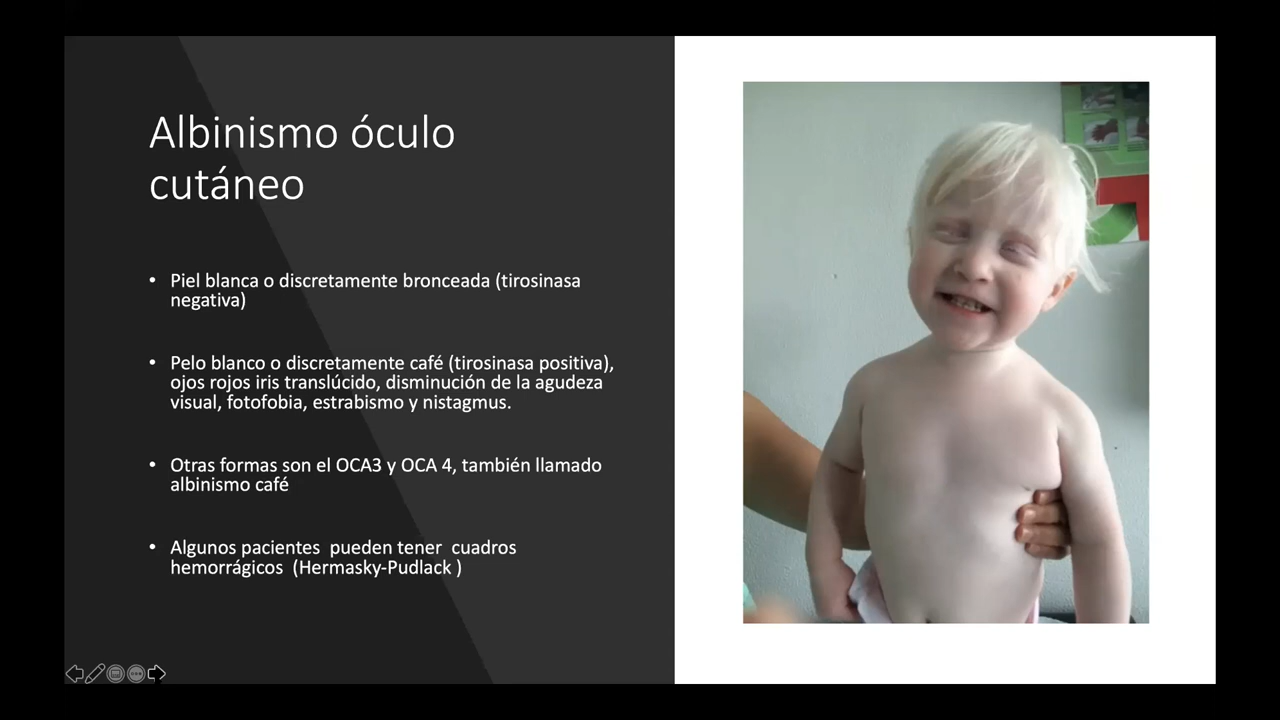 Albinismo óculo
cutáneo
• Piel blanca o discretamente bronceada (tirosinasa
negativa)
• Pelo blanco o discretamente café (tirosinasa positiva),
ojos rojos iris translúcido, disminución de la agudeza
visual, fotofobia, estrabismo y nistagmus.
• Otras formas son el OCA3 y OCA 4, también llamado
albinismo café
• Algunos pacientes  pueden tener  cuadros
hemorrágicos  (Hermasky-Pudlack )